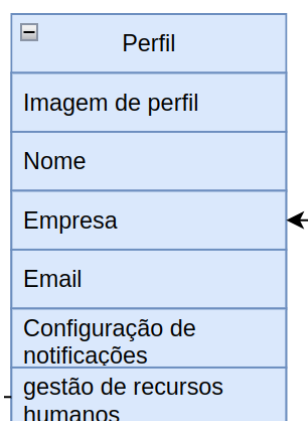 Perfil
Imagem de perfil
Nome
Empresa
Email
Configuração de
notificações
gestão de recursos
humanos